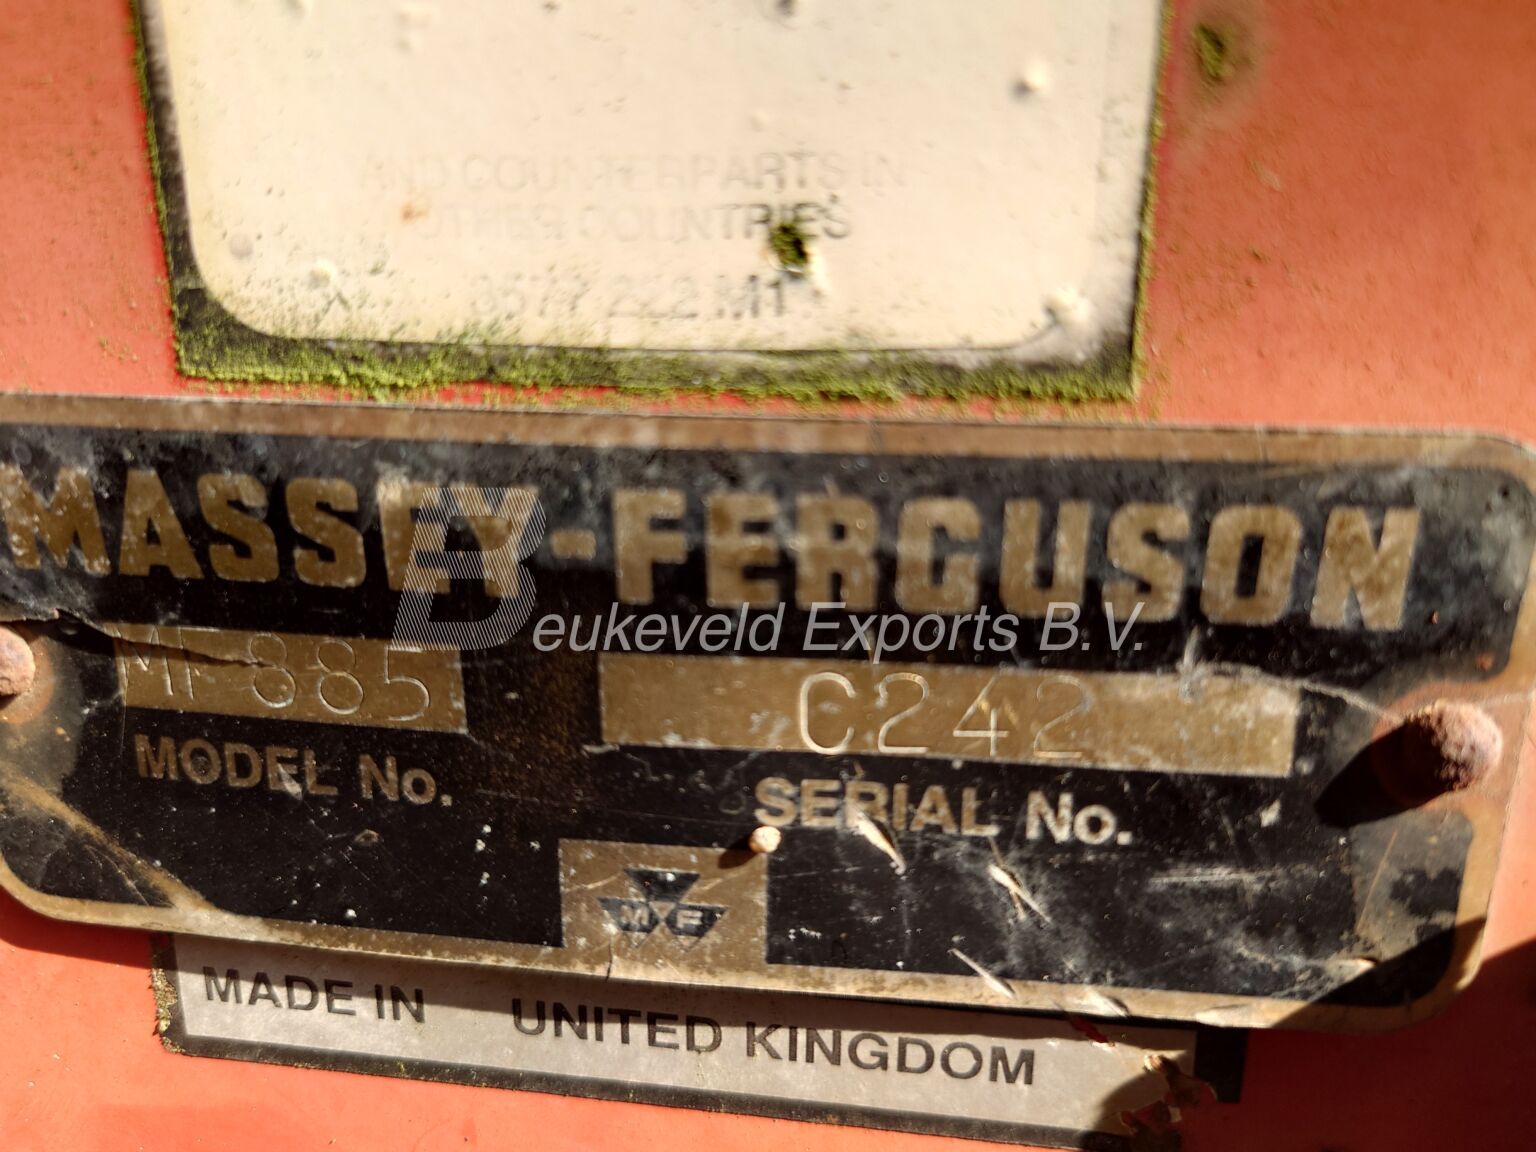 AND COUNTERPARTS IN
OTHER COUNTRIES
MASSEY-FERGUSON
Beukeveld Exports B.V.
MF 885 C242
MODEL No. SERIAL No.
MF
MADE IN UNITED KINGDOM